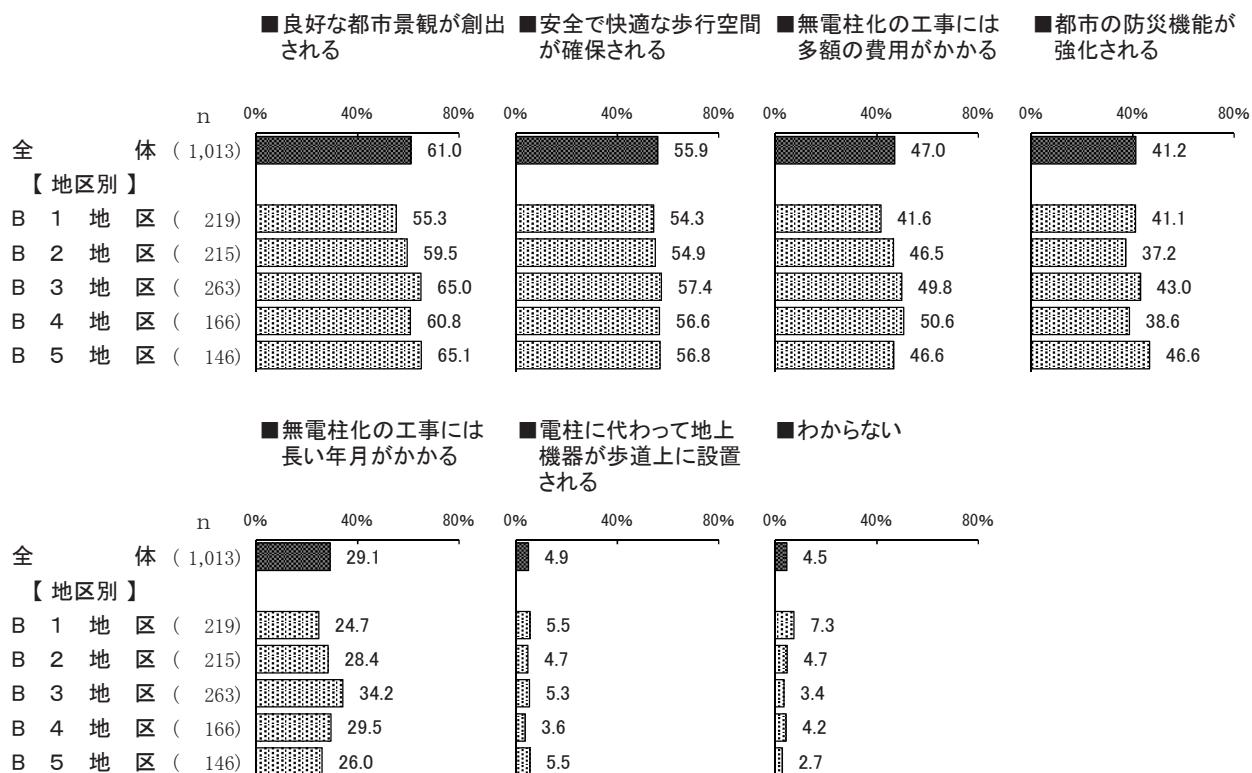 ■良好な都市景観が創出
される
■安全で快適な歩行空間
が確保される
■無電柱化の工事には
多額の費用がかかる
■都市の防災機能が
強化される
n 0% 40% 80% 0% 40% 80% 0% 40% 80% 0% 40% 80%
全体 (1,013) 61.0 55.9 47.0 41.2
【地区別】
B1地区 (219) 55.3 54.3 41.6 41.1
B2地区 (215) 59.5 54.9 46.5 37.2
B3地区 (263) 65.0 57.4 49.8 43.0
B4地区 (166) 60.8 56.6 50.6 38.6
B5地区 (146) 65.1 56.8 46.6 46.6
■無電柱化の工事には
長い年月がかかる
■電柱に代わって地上
機器が歩道上に設置
される
■わからない
n 0% 40% 80% 0% 40% 80% 0% 40% 80%
全体 (1,013) 29.1 4.9 4.5
【地区別】
B1地区 (219) 24.7 5.5 7.3
B2地区 (215) 28.4 4.7 4.7
B3地区 (263) 34.2 5.3 3.4
B4地区 (166) 29.5 3.6 4.2
B5地区 (146) 26.0 5.5 2.7